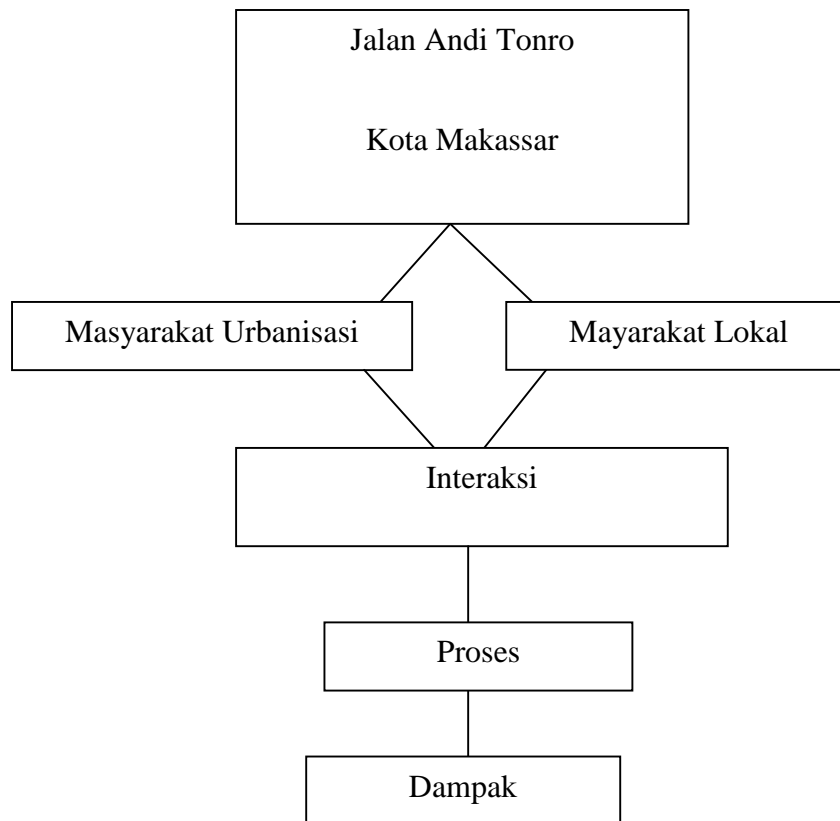 Jalan Andi Tonro
Kota Makassar
Masyarakat Urbanisasi
Mayarakat Lokal
Interaksi
Proses
Dampak